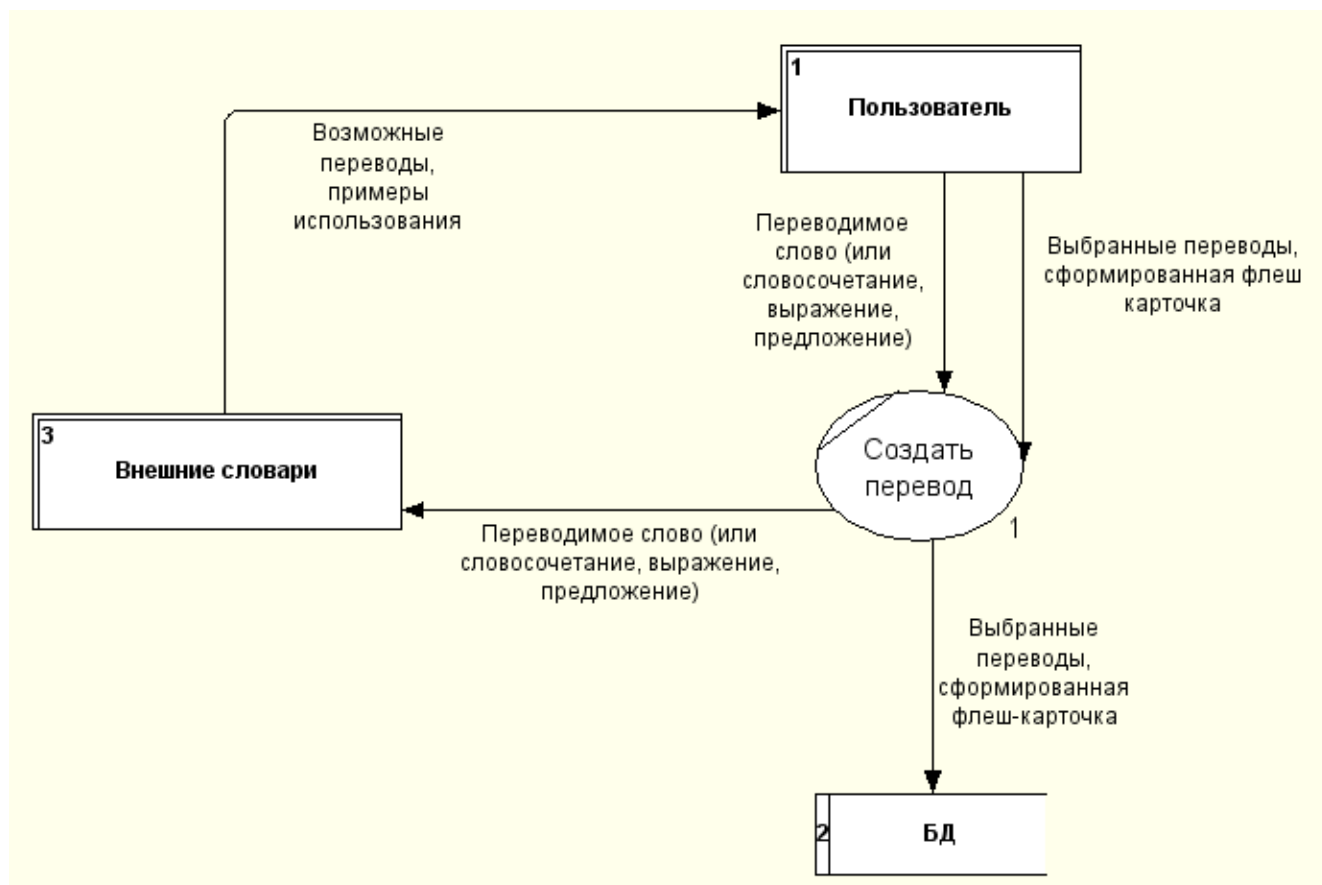 1
Пользователь
Возможные
переводы,
примеры
использования
Переводимое
слово (или
словосочетание,
выражение,
предложение)
Выбранные переводы,
сформированная флеш
карточка
3
Внешние словари
Создать
перевод
1
Переводимое слово (или
словосочетание, выражение,
предложение)
Выбранные
переводы,
сформированная
флеш-карточка
2
БД